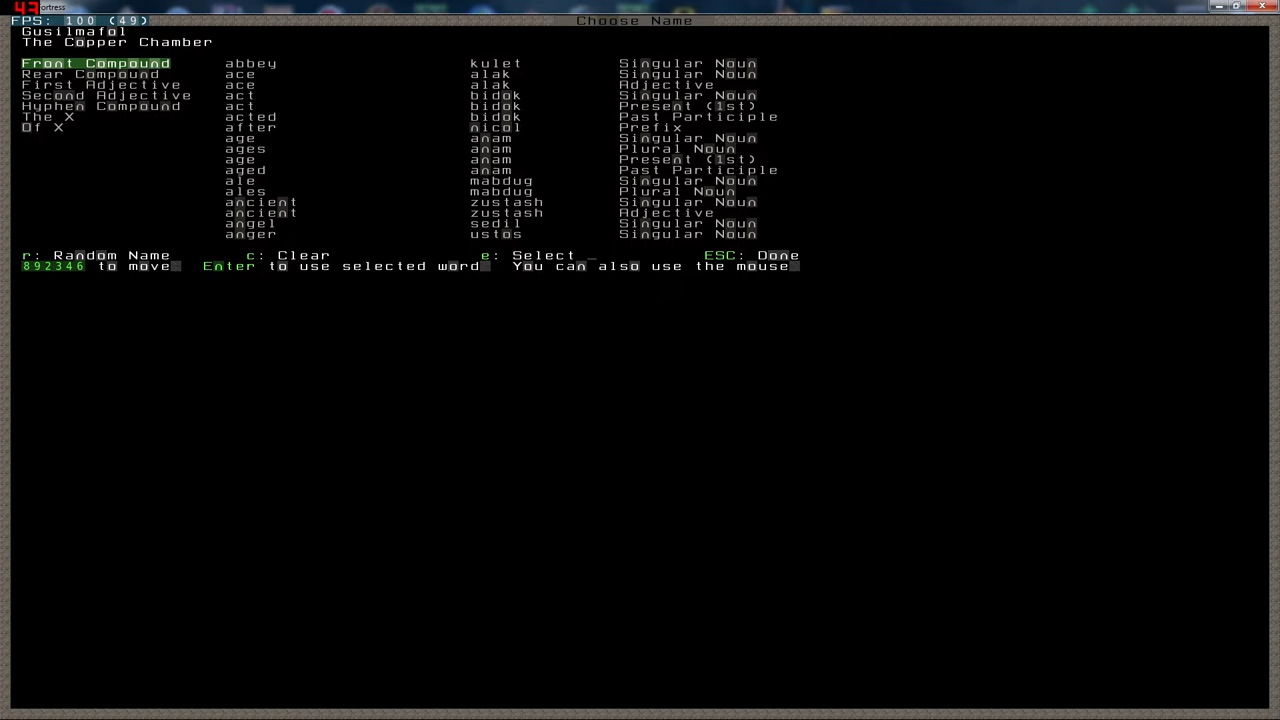 43 ortress
FPS: 100 (49) Choose Name
Gusilmafol
The Copper Chamber
Front Compound abbey kulet Singular Noun
Rear Compound ace alak Singular Noun
First Adjective ace alak Adjective
Second Adjective act bidok Singular Noun
Hyphen Compound act bidok Present (1st)
The X acted bidok Past Participle
Of X after nicol Prefix
age anam Singular Noun
ages anam Plural Noun
age anam Present (1st)
aged anam Past Participle
ale mabdug Singular Noun
ales mabdug Plural Noun
ancient zustash Singular Noun
ancient zustash Adjective
angel sedil Singular Noun
anger ustos Singular Noun
r: Random Name c: Clear e: Select _ ESC: Done
892346 to move Enter to use selected word You can also use the mouse